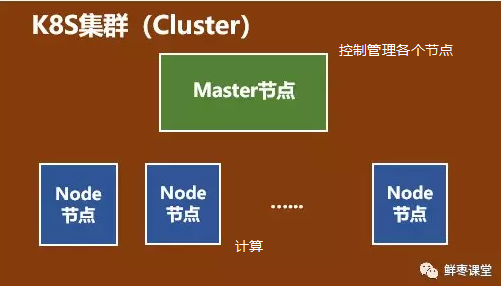 K8S集群（Cluster）
控制管理各个节点
Master节点
Node
节点
Node
节点
......
Node
节点
计算
鲜枣课堂